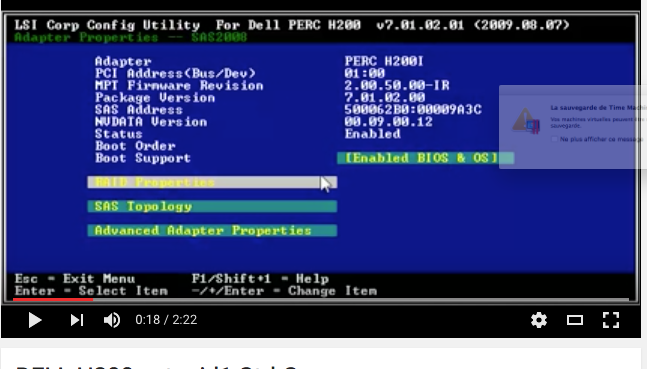 LSI Corp Config Utility For Dell PERC H200 v7.01.02.01 (2009.08.07)
Adapter Properties -- SAS2008
Adapter PERC H200I
PCI Address(Bus/Dev) 01:00
MPT Firmware Revision 2.00.50.00-IR
Package Version 7.01.02.00
SAS Address 500062B0:00009A3C
NVDATA Version 00.09.00.12
Status Enabled
Boot Order
Boot Support [Enabled BIOS & OS]
La sauvegarde de Time
Vos machines virtuelles peuvent
sauvegarde.
Ne plus afficher ce message
RAID Properties
SAS Topology
Advanced Adapter Properties
Esc = Exit Menu F1/Shift+1 = Help
Enter = Select Item -/+/Enter = Change Item
0:18 / 2:22